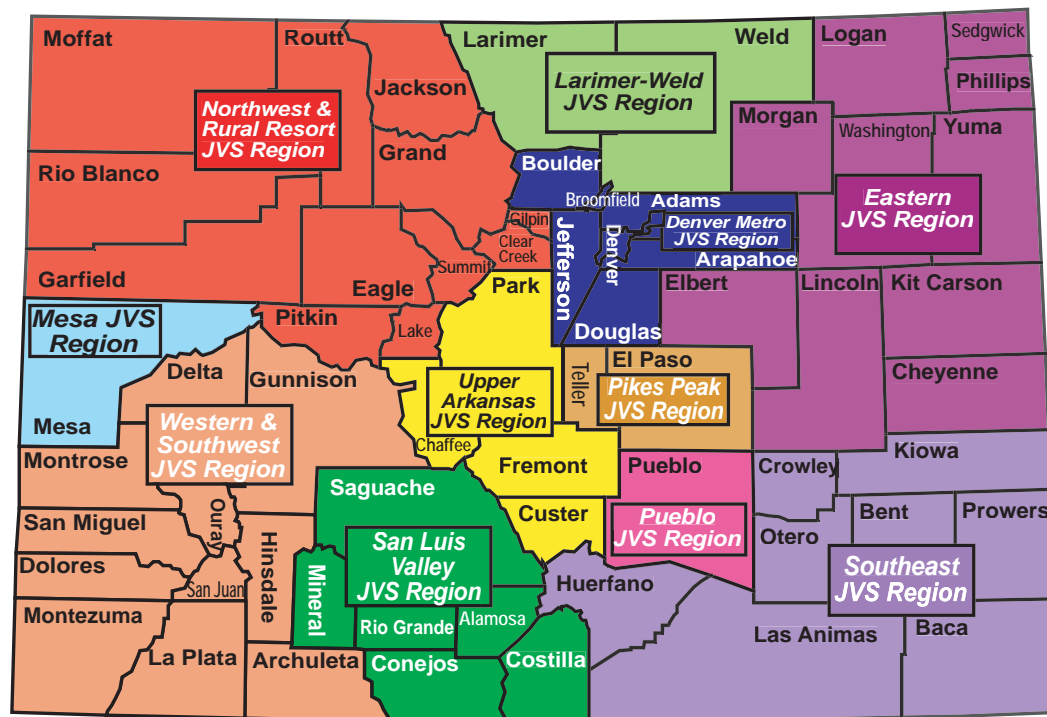 Moffat
Routt
Larimer
Weld
Logan
Sedgwick
Jackson
Phillips
Northwest &
Rural Resort
JVS Region
Larimer-Weld
JVS Region
Morgan
Washington
Yuma
Grand
Rio Blanco
Boulder
Broomfield
Adams
Eastern
JVS Region
Gilpin
Clear
Creek
Jefferson
Denver
Denver Metro
JVS Region
Arapahoe
Garfield
Eagle
Summit
Park
Elbert
Lincoln
Kit Carson
Mesa JVS
Region
Pitkin
Lake
Douglas
Delta
Gunnison
Teller
El Paso
Cheyenne
Upper
Arkansas
JVS Region
Pikes Peak
JVS Region
Mesa
Western &
Southwest
JVS Region
Chaffee
Kiowa
Montrose
Fremont
Pueblo
Crowley
Saguache
Ouray
San Miguel
Custer
Pueblo
JVS Region
Otero
Bent
Prowers
Hinsdale
San Luis
Valley
JVS Region
Dolores
San Juan
Mineral
Huerfano
Southeast
JVS Region
Montezuma
Rio Grande
Alamosa
La Plata
Archuleta
Conejos
Costilla
Las Animas
Baca